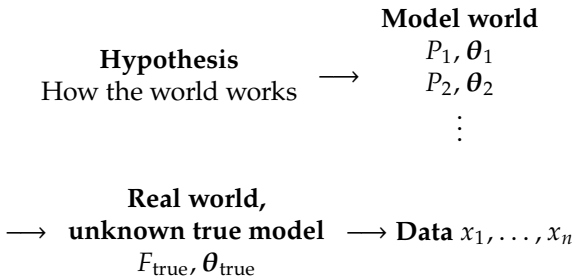 Model world
Hypothesis
P₁, θ₁
How the world works ⟶ P₂, θ₂
⋮
Real world,
⟶ unknown true model ⟶ Data x₁, . . . , xₙ
F_true, θ_true